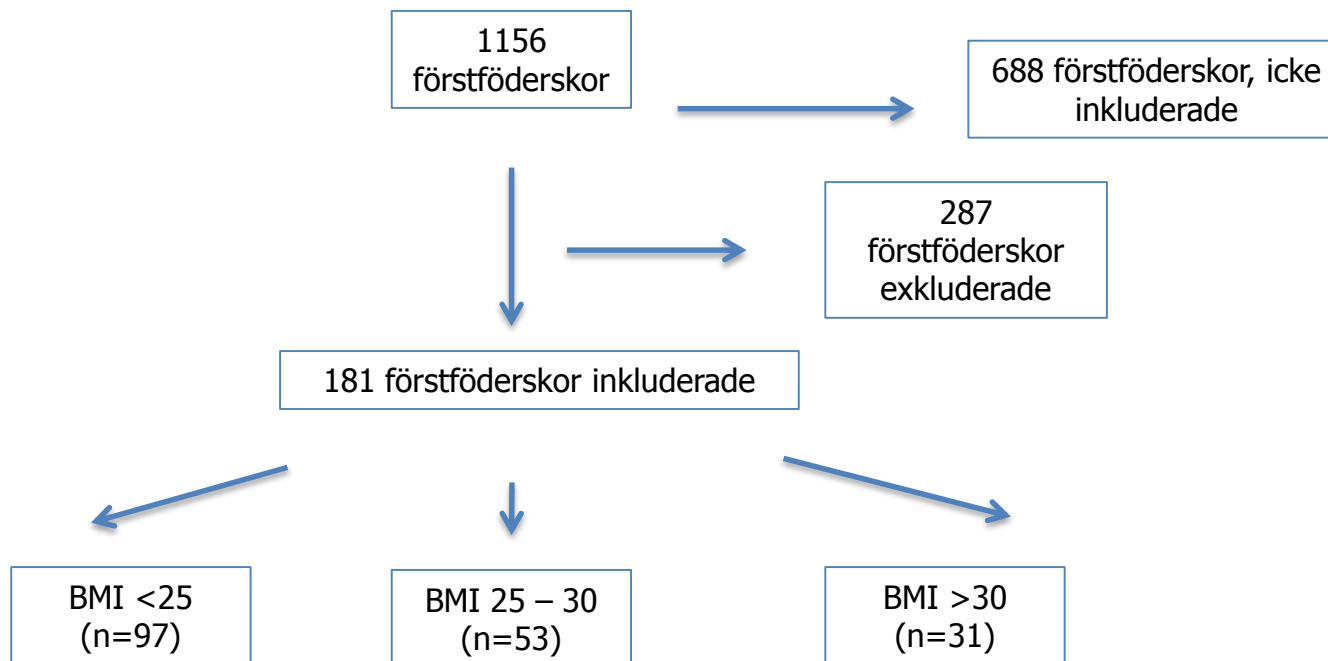 1156
förstföderskor
688 förstföderskor, icke
inkluderade
287
förstföderskor
exkluderade
181 förstföderskor inkluderade
BMI <25
(n=97)
BMI 25 – 30
(n=53)
BMI >30
(n=31)